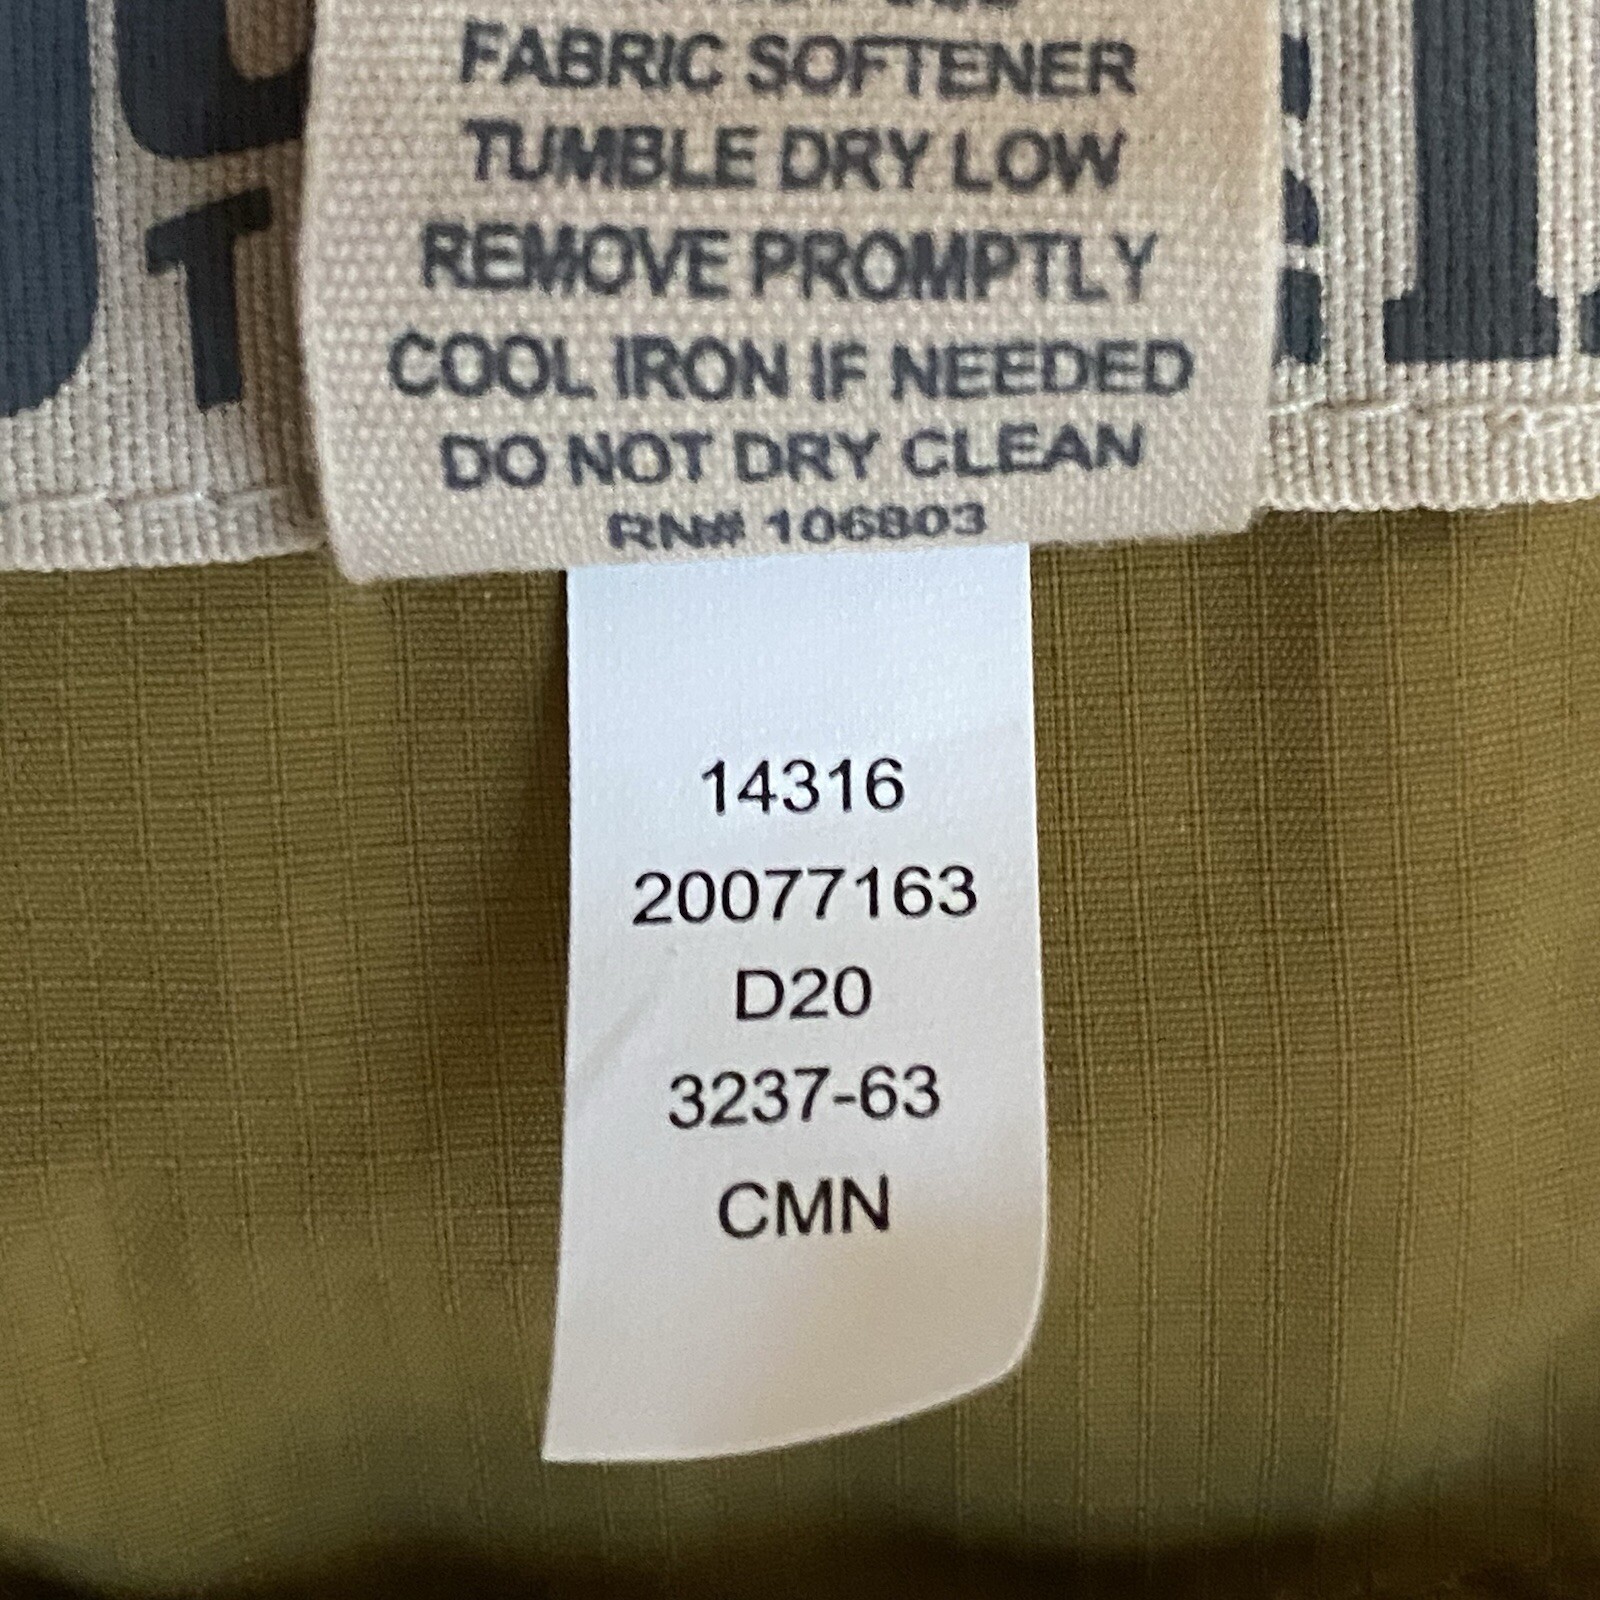 FABRIC SOFTENER
TUMBLE DRY LOW
REMOVE PROMPTLY
COOL IRON IF NEEDED
DO NOT DRY CLEAN
RN# 106803
14316
20077163
D20
3237-63
CMN